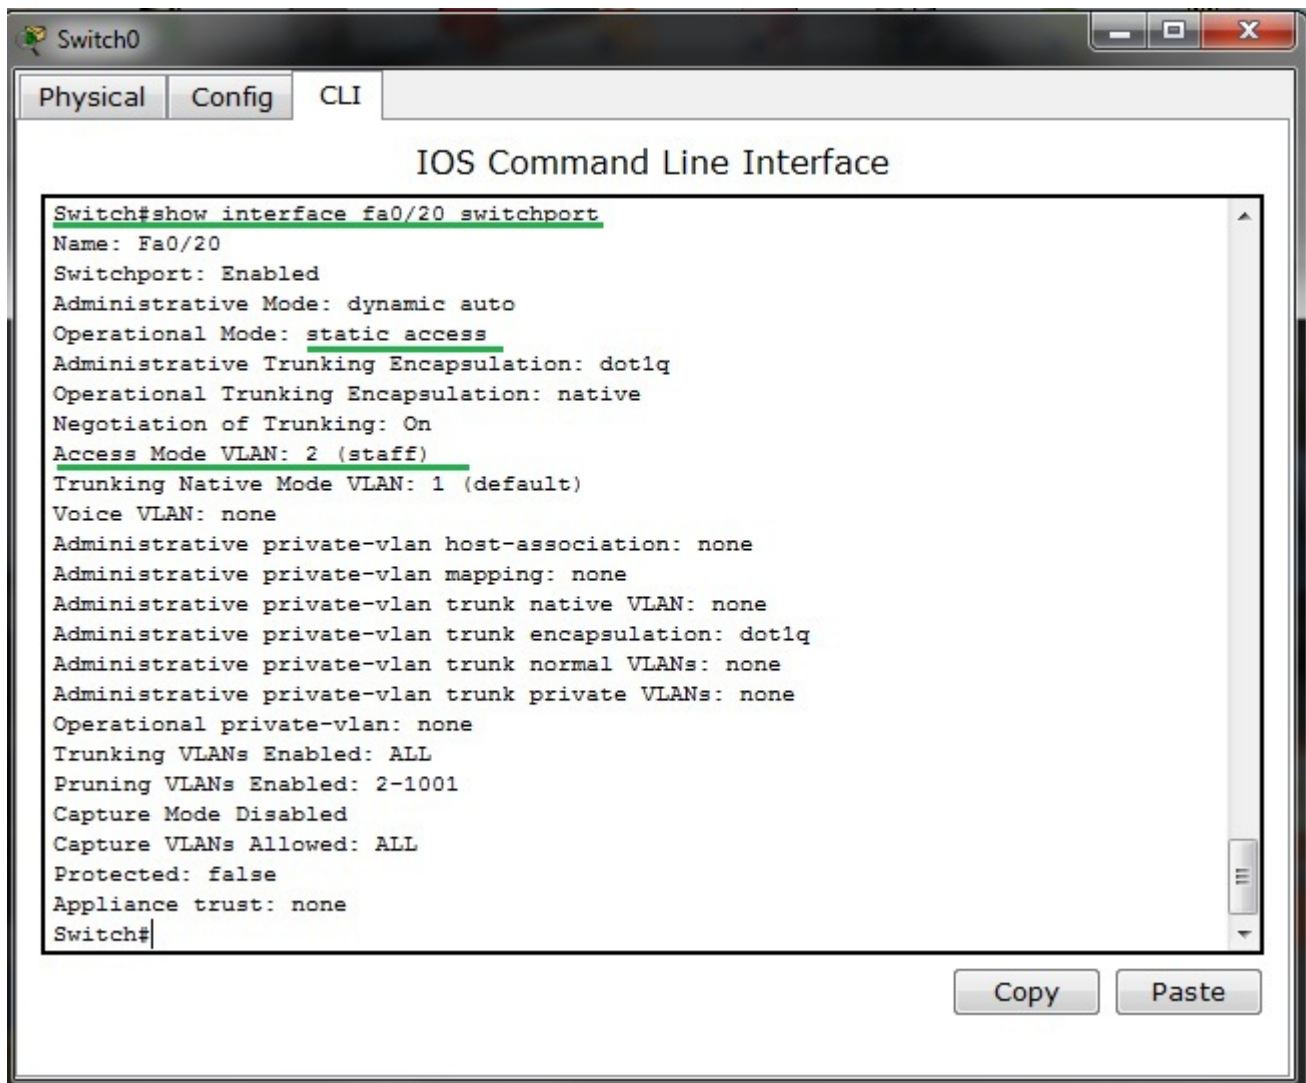 Switch0
Physical Config CLI
IOS Command Line Interface
Switch#show interface fa0/20 switchport
Name: Fa0/20
Switchport: Enabled
Administrative Mode: dynamic auto
Operational Mode: static access
Administrative Trunking Encapsulation: dot1q
Operational Trunking Encapsulation: native
Negotiation of Trunking: On
Access Mode VLAN: 2 (staff)
Trunking Native Mode VLAN: 1 (default)
Voice VLAN: none
Administrative private-vlan host-association: none
Administrative private-vlan mapping: none
Administrative private-vlan trunk native VLAN: none
Administrative private-vlan trunk encapsulation: dot1q
Administrative private-vlan trunk normal VLANs: none
Administrative private-vlan trunk private VLANs: none
Operational private-vlan: none
Trunking VLANs Enabled: ALL
Pruning VLANs Enabled: 2-1001
Capture Mode Disabled
Capture VLANs Allowed: ALL
Protected: false
Appliance trust: none
Switch#
Copy Paste